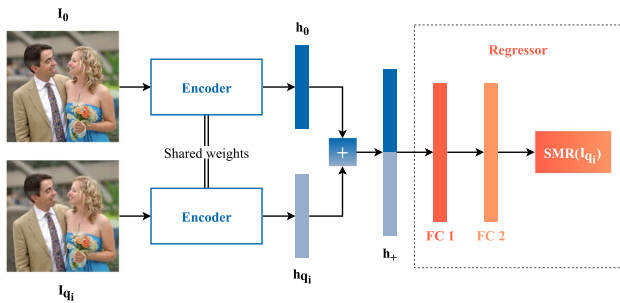 I0
h0
Regressor
Encoder
+
Shared weights
SMR(Iqi)
Encoder
FC 1 FC 2
Iqi
hqi
h+